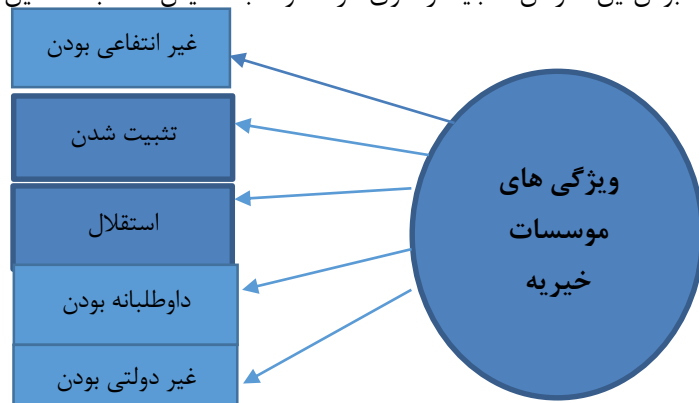 غیر انتفاعی بودن
تثبیت شدن
استقلال
داوطلبانه بودن
غیر دولتی بودن
ویژگی های
موسسات
خیریه